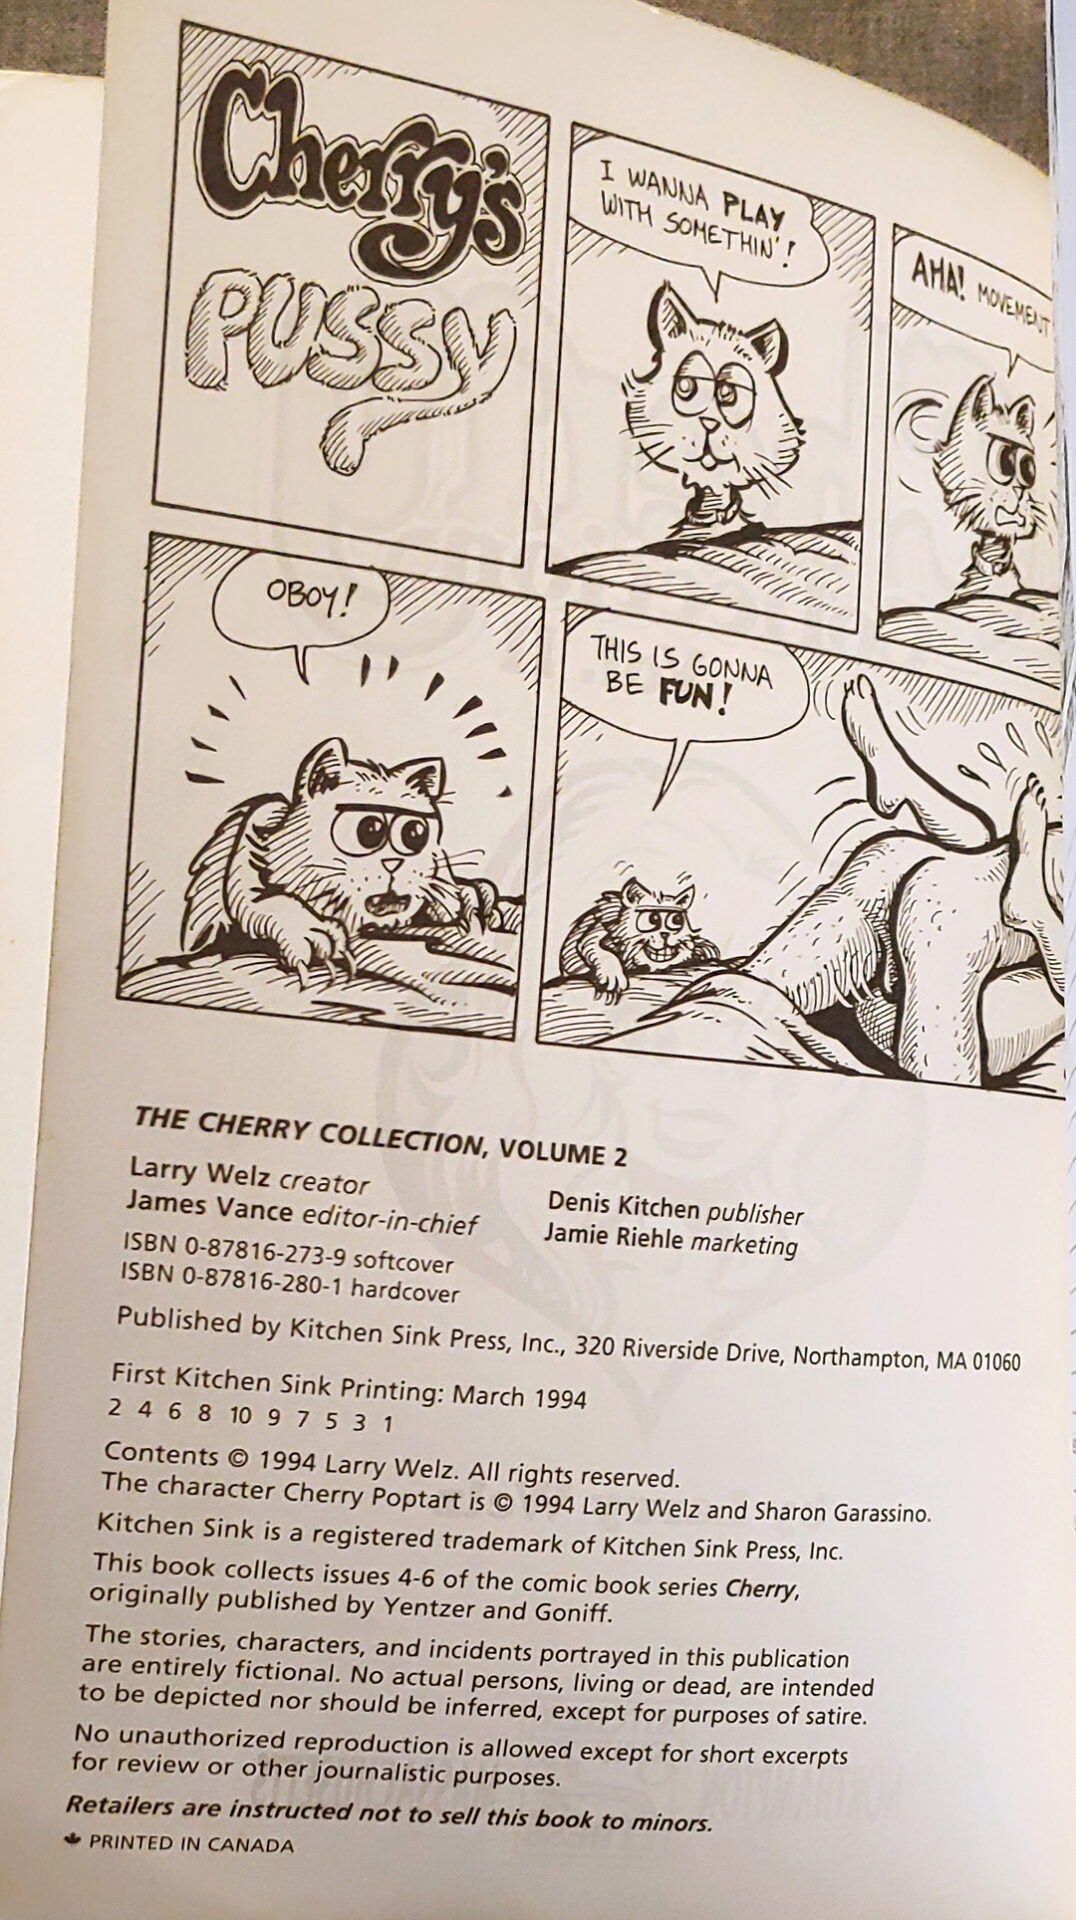 Cherry's
PUSSY
I WANNA PLAY
WITH SOMETHIN'!
AHA! MOVEMENT
OBOY!
THIS IS GONNA
BE FUN!
THE CHERRY COLLECTION, VOLUME 2
Larry Welz creator
James Vance editor-in-chief
Denis Kitchen publisher
Jamie Riehle marketing
ISBN 0-87816-273-9 softcover
ISBN 0-87816-280-1 hardcover
Published by Kitchen Sink Press, Inc., 320 Riverside Drive, Northampton, MA 01060
First Kitchen Sink Printing: March 1994
2 4 6 8 10 9 7 5 3 1
Contents © 1994 Larry Welz. All rights reserved.
The character Cherry Poptart is © 1994 Larry Welz and Sharon Garassino.
Kitchen Sink is a registered trademark of Kitchen Sink Press, Inc.
This book collects issues 4-6 of the comic book series Cherry,
originally published by Yentzer and Goniff.
The stories, characters, and incidents portrayed in this publication
are entirely fictional. No actual persons, living or dead, are intended
to be depicted nor should be inferred, except for purposes of satire.
No unauthorized reproduction is allowed except for short excerpts
for review or other journalistic purposes.
Retailers are instructed not to sell this book to minors.
PRINTED IN CANADA